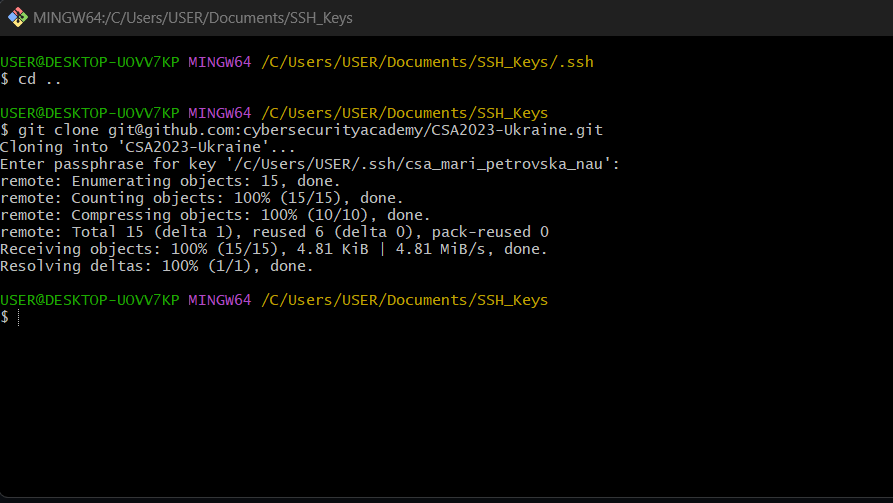 MINGW64:/C/Users/USER/Documents/SSH_Keys
USER@DESKTOP-UOVV7KP MINGW64 /C/Users/USER/Documents/SSH_Keys/.ssh
$ cd ..
USER@DESKTOP-UOVV7KP MINGW64 /C/Users/USER/Documents/SSH_Keys
$ git clone git@github.com:cybersecurityacademy/CSA2023-Ukraine.git
Cloning into 'CSA2023-Ukraine'...
Enter passphrase for key '/c/Users/USER/.ssh/csa_mari_petrovska_nau':
remote: Enumerating objects: 15, done.
remote: Counting objects: 100% (15/15), done.
remote: Compressing objects: 100% (10/10), done.
remote: Total 15 (delta 1), reused 6 (delta 0), pack-reused 0
Receiving objects: 100% (15/15), 4.81 KiB | 4.81 MiB/s, done.
Resolving deltas: 100% (1/1), done.
USER@DESKTOP-UOVV7KP MINGW64 /C/Users/USER/Documents/SSH_Keys
$